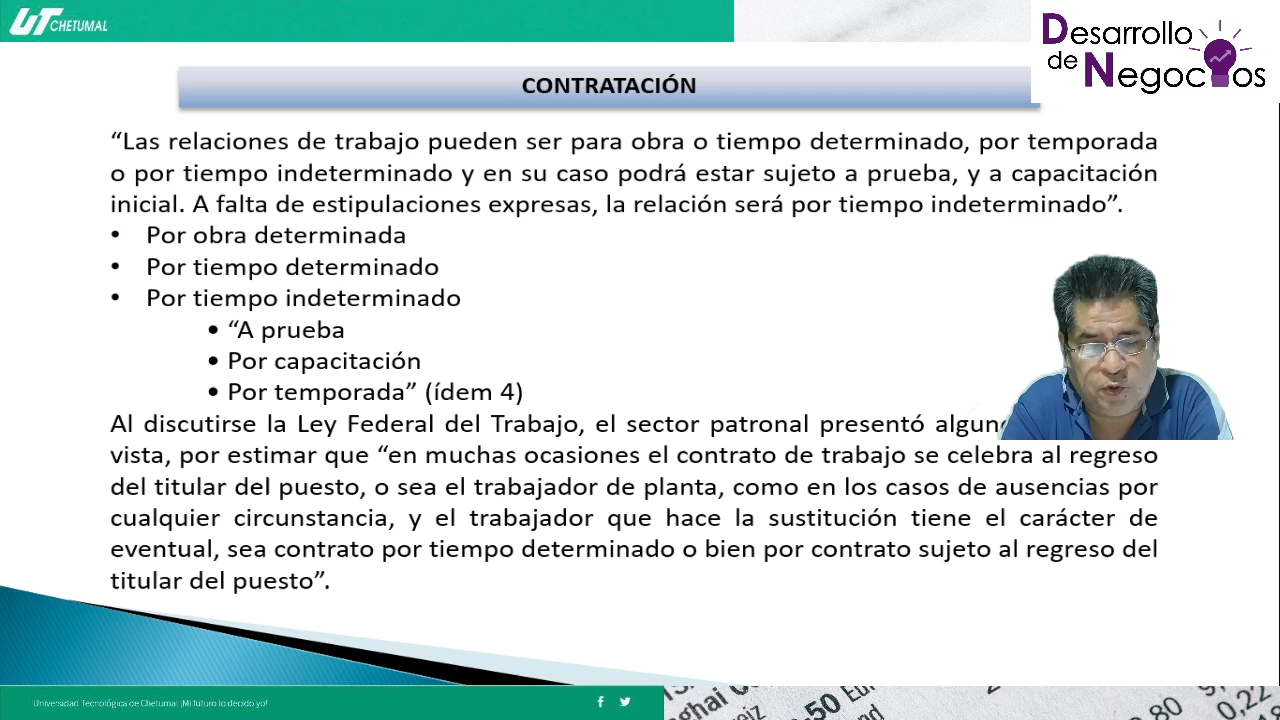 UT CHETUMAL
Desarrollo
de Negocios
CONTRATACIÓN
“Las relaciones de trabajo pueden ser para obra o tiempo determinado, por temporada
o por tiempo indeterminado y en su caso podrá estar sujeto a prueba, y a capacitación
inicial. A falta de estipulaciones expresas, la relación será por tiempo indeterminado”.
• Por obra determinada
• Por tiempo determinado
• Por tiempo indeterminado
• “A prueba
• Por capacitación
• Por temporada” (ídem 4)
Al discutirse la Ley Federal del Trabajo, el sector patronal presentó
vista, por estimar que “en muchas ocasiones el contrato de trabajo se celebra al regreso
del titular del puesto, o sea el trabajador de planta, como en los casos de ausencias por
cualquier circunstancia, y el trabajador que hace la sustitución tiene el carácter de
eventual, sea contrato por tiempo determinado o bien por contrato sujeto al regreso del
titular del puesto”.
Universidad Tecnológica de Chetumal ¡Mi futuro lo decido yo!